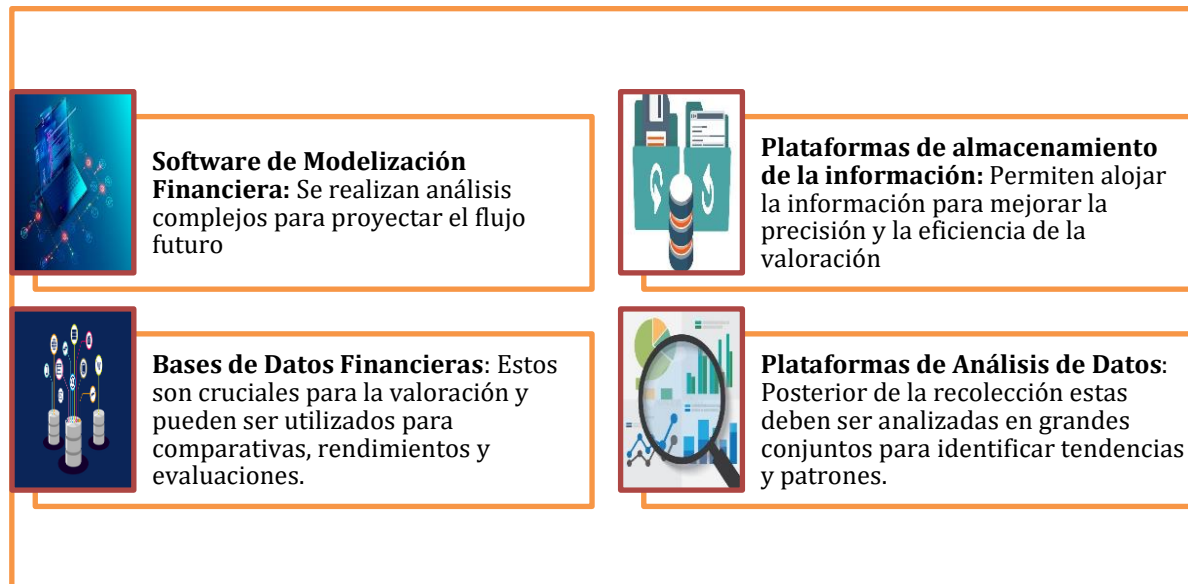 Software de Modelización
Financiera: Se realizan análisis
complejos para proyectar el flujo
futuro
Plataformas de almacenamiento
de la información: Permiten alojar
la información para mejorar la
precisión y la eficiencia de la
valoración
Bases de Datos Financieras: Estos
son cruciales para la valoración y
pueden ser utilizados para
comparativas, rendimientos y
evaluaciones.
Plataformas de Análisis de Datos:
Posterior de la recolección estas
deben ser analizadas en grandes
conjuntos para identificar tendencias
y patrones.